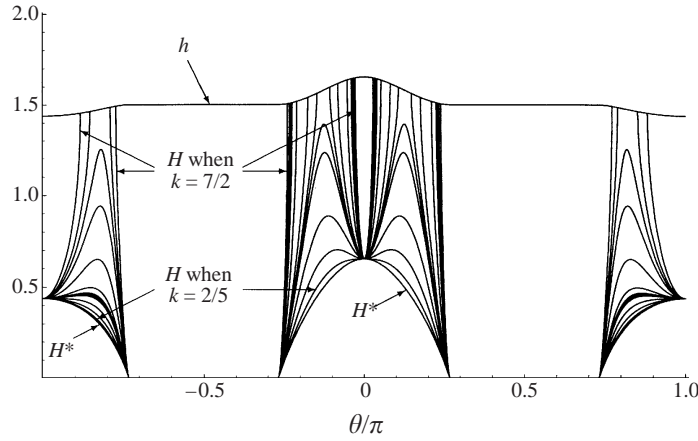 2.0
h
1.5
H when
k = 7/2
1.0
H when
k = 2/5
0.5
H*
H*
−0.5
0
0.5
1.0
θ/π